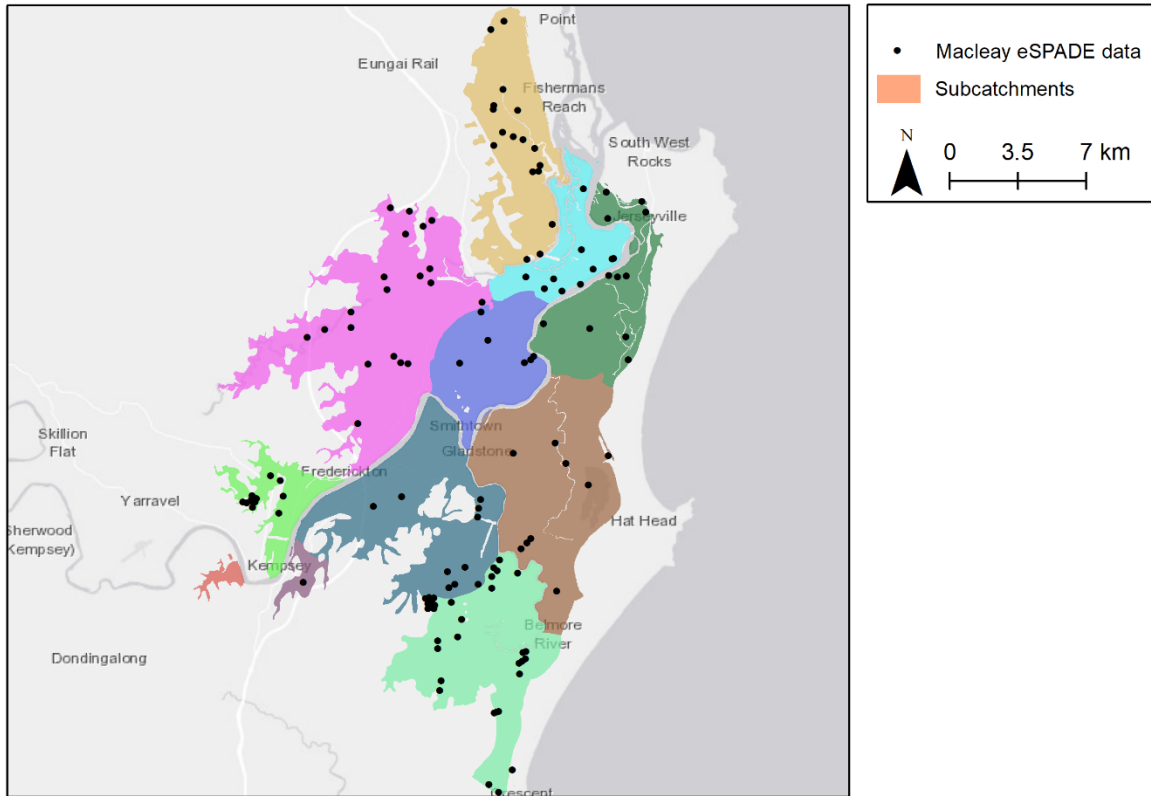 Point
Eungai Rail
Fishermans
Reach
South West
Rocks
Jerseyville
Skillion
Flat
Smithtown
Gladstone
Frederickton
Yarravel
Sherwood
Kempsey)
Hat Head
Kempsey
Belmore
River
Dondingalong
Crescent
Macleay eSPADE data
Subcatchments
N
0 3.5 7 km